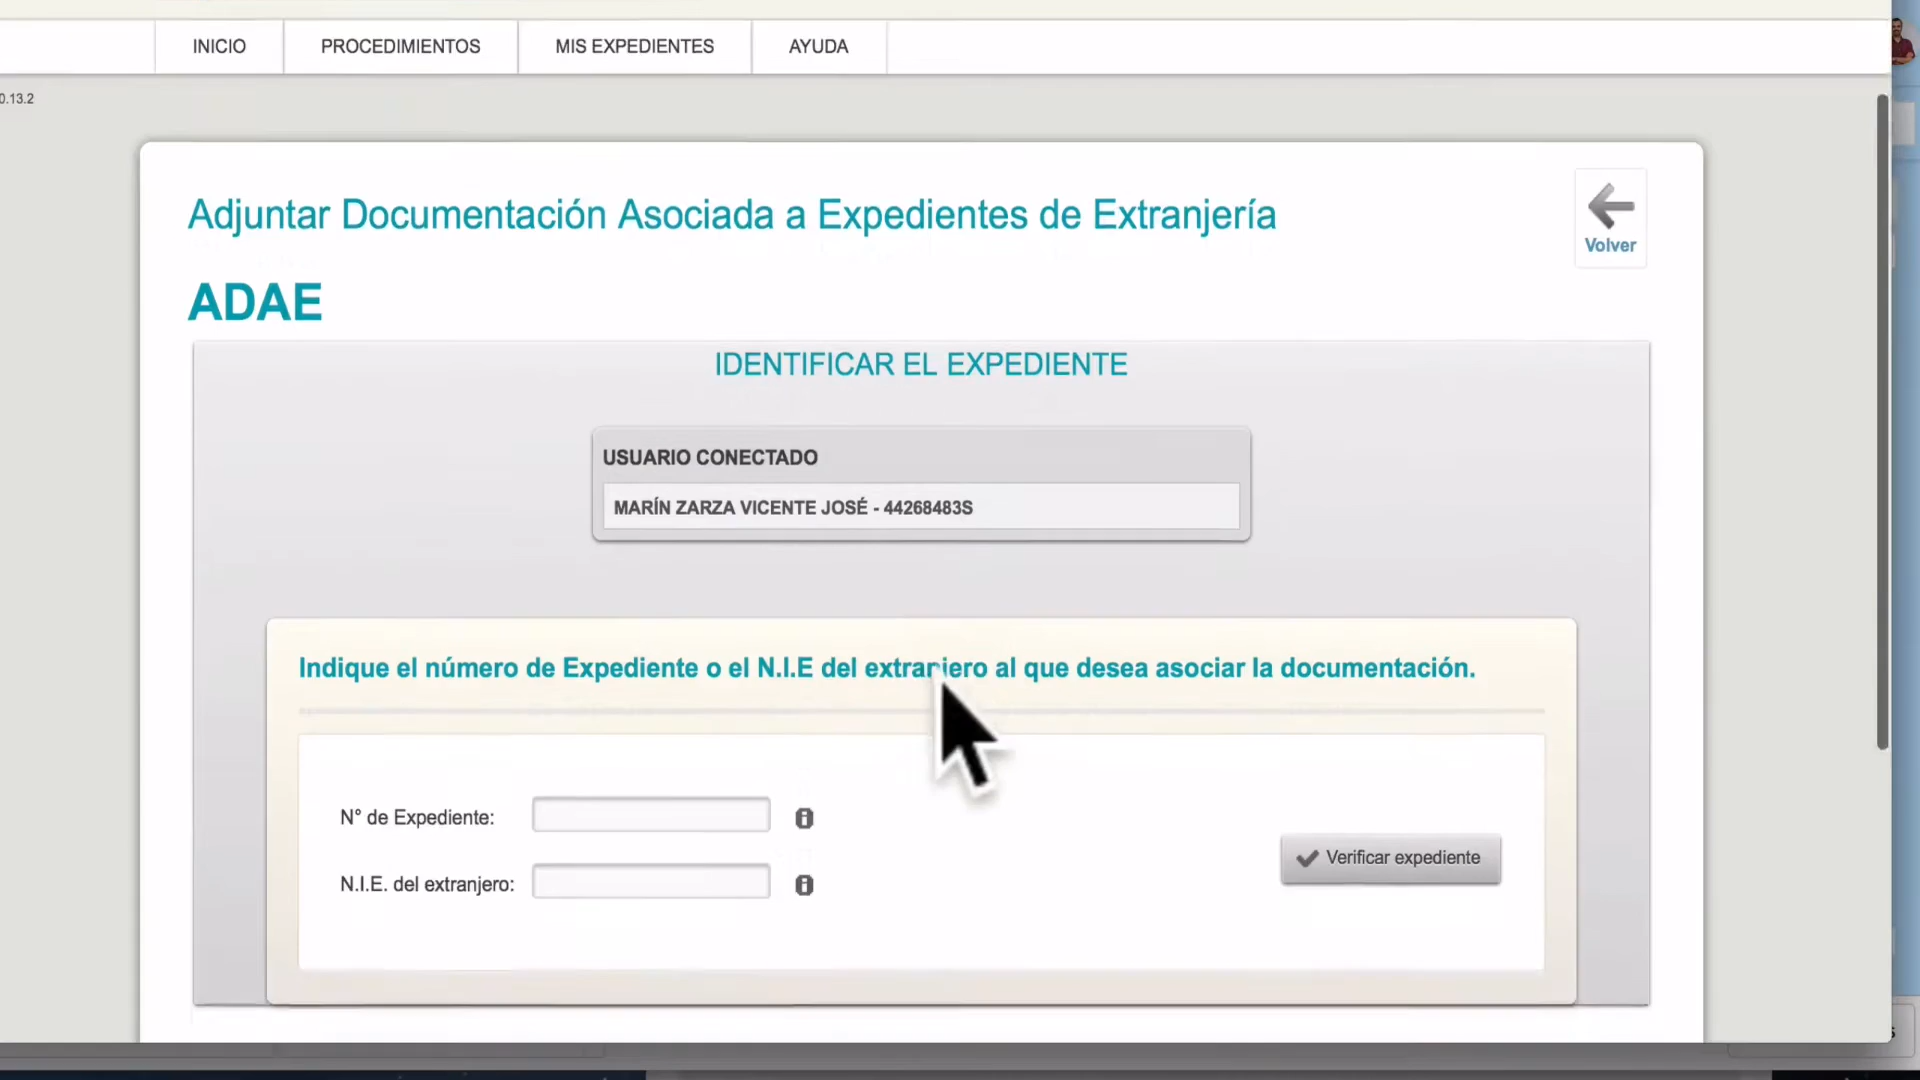 INICIO
PROCEDIMIENTOS
MIS EXPEDIENTES
AYUDA
0.13.2
Adjuntar Documentación Asociada a Expedientes de Extranjería
Volver
ADAE
IDENTIFICAR EL EXPEDIENTE
USUARIO CONECTADO
MARÍN ZARZA VICENTE JOSÉ - 44268483S
Indique el número de Expediente o el N.I.E del extranjero al que desea asociar la documentación.
N° de Expediente:
Verificar expediente
N.I.E. del extranjero: